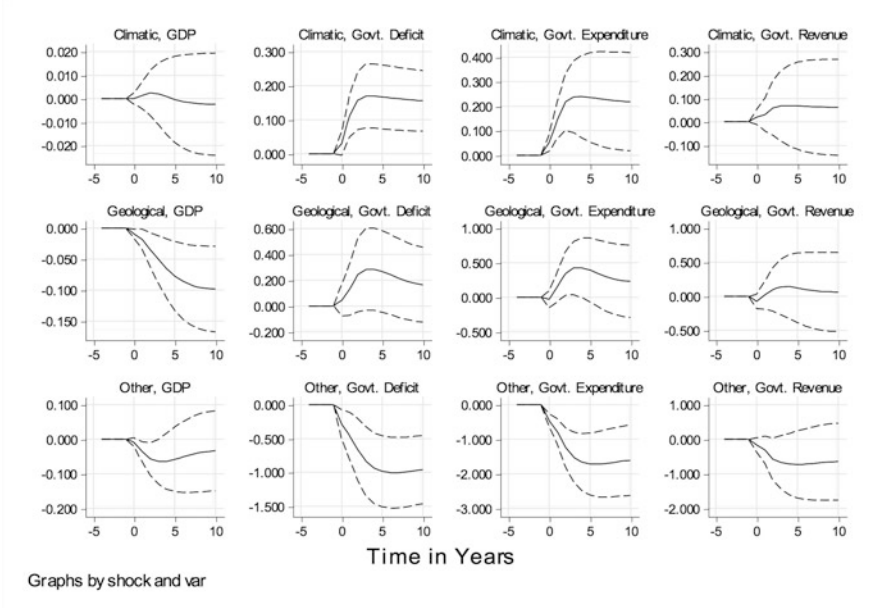 Climatic, GDP
0.020
0.010
0.000
-0.010
-0.020
-5 0 5 10
Climatic, Govt. Deficit
0.300
0.200
0.100
0.000
-5 0 5 10
Climatic, Govt. Expenditure
0.400
0.300
0.200
0.100
0.000
-5 0 5 10
Climatic, Govt. Revenue
0.300
0.200
0.100
0.000
-0.100
-5 0 5 10
Geological, GDP
0.000
-0.050
-0.100
-0.150
-5 0 5 10
Geological, Govt. Deficit
0.600
0.400
0.200
0.000
-0.200
-5 0 5 10
Geological, Govt. Expenditure
1.000
0.500
0.000
-0.500
-5 0 5 10
Geological, Govt. Revenue
1.000
0.500
0.000
-0.500
-5 0 5 10
Other, GDP
0.100
0.000
-0.100
-0.200
-5 0 5 10
Other, Govt. Deficit
0.000
-0.500
-1.000
-1.500
-5 0 5 10
Other, Govt. Expenditure
0.000
-1.000
-2.000
-3.000
-5 0 5 10
Other, Govt. Revenue
1.000
0.000
-1.000
-2.000
-5 0 5 10
Time in Years
Graphs by shock and var